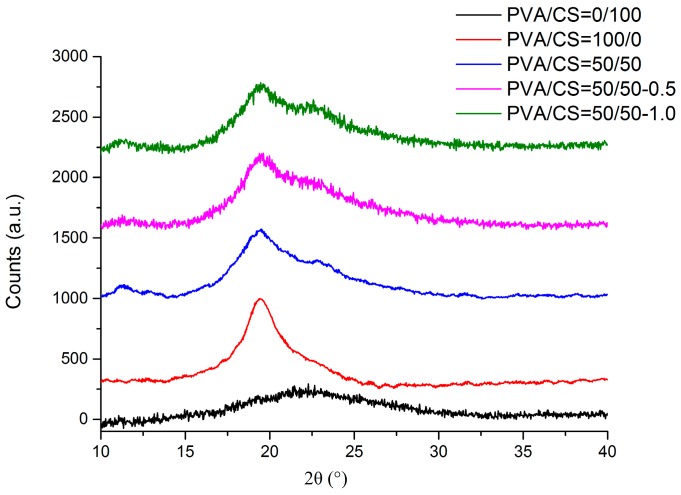 PVA/CS=0/100
PVA/CS=100/0
PVA/CS=50/50
PVA/CS=50/50-0.5
PVA/CS=50/50-1.0
3000
2500
2000
1500
1000
500
0
Counts (a.u.)
10 15 20 25 30 35 40
2θ (°)